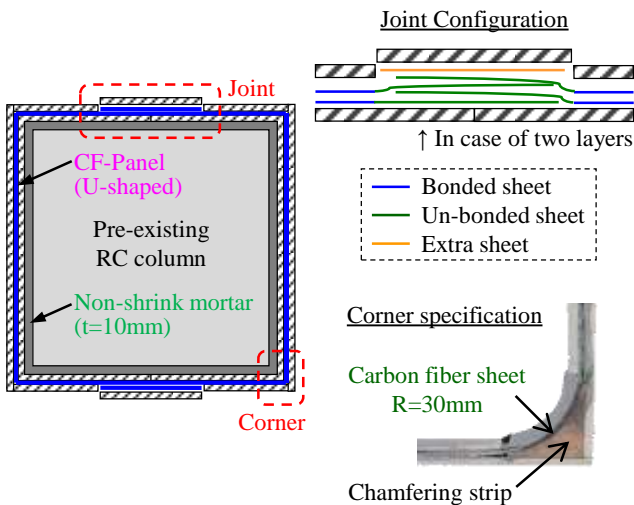 Joint Configuration
Joint
↑ In case of two layers
CF-Panel
(U-shaped)
Bonded sheet
Un-bonded sheet
Extra sheet
Pre-existing
RC column
Non-shrink mortar
(t=10mm)
Corner
Corner specification
Carbon fiber sheet
R=30mm
Chamfering strip